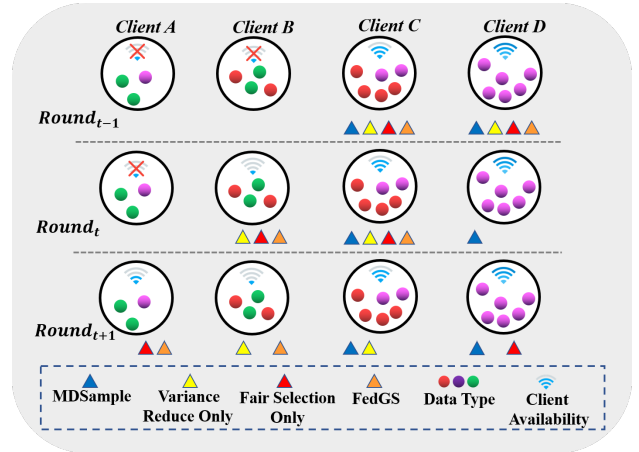 Client A Client B Client C Client D
Round_{t-1}
Round_t
Round_{t+1}
MDSample
Variance
Reduce Only
Fair Selection
Only
FedGS
Data Type
Client
Availability